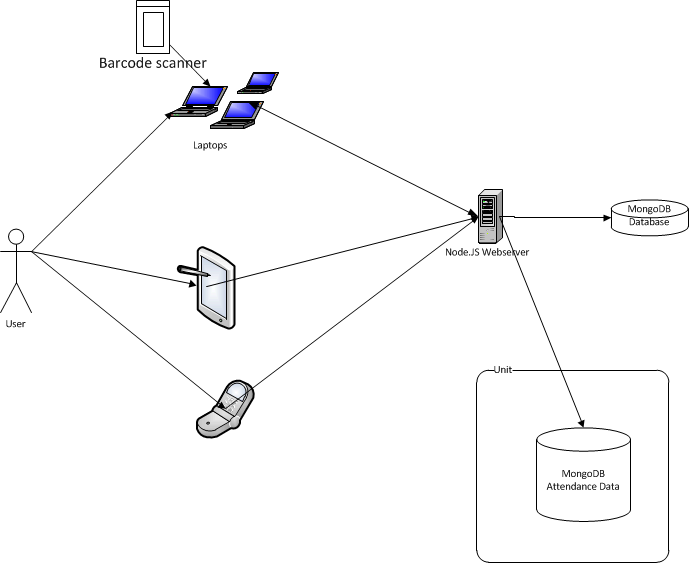 Barcode scanner
Laptops
MongoDB
Database
Node.JS Webserver
User
Unit
MongoDB
Attendance Data